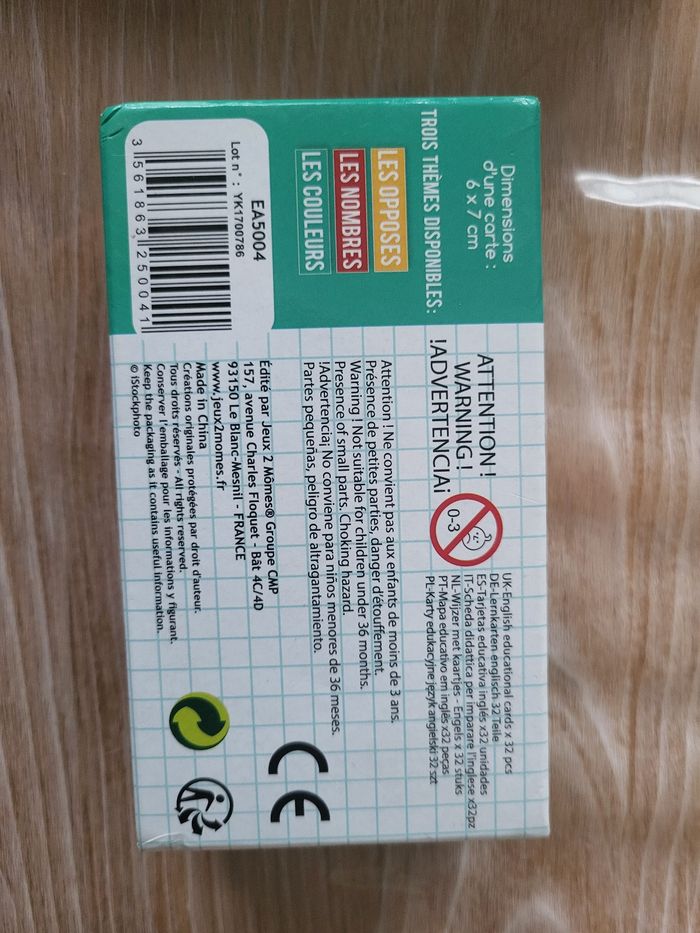 Dimensions
d'une carte :
6 x 7 cm
TROIS THÈMES DISPONIBLES :
LES OPPOSES
LES NOMBRES
LES COULEURS
EA5004
Lot n° : YK1700786
3 561863 250041
ATTENTION !
WARNING !
!ADVERTENCIA¡
0-3
UK-English educational cards x 32 pcs
DE-Lernkarten englisch 32 Teile
ES-Tarjetas educativa inglés x32 unidades
IT-Scheda didattica per imparare l'inglese x32pz
NL-Wijzer met kaartjes - Engels x 32 stuks
PT-Mapa educativo em inglês x32 peças
PL-Karty edukacyjne język angielski 32 szt
Attention ! Ne convient pas aux enfants de moins de 3 ans.
Présence de petites parties, danger d'étouffement.
Warning ! Not suitable for children under 36 months.
Presence of small parts. Choking hazard.
!Advertencia¡ No conviene para niños menores de 36 meses.
Partes pequeñas, peligro de altragantamiento.
Édité par Jeux 2 Mômes® Groupe CMP
157, avenue Charles Floquet - Bât 4C/4D
93150 Le Blanc-Mesnil - FRANCE
www.jeux2momes.fr
Made in China
Créations originales protégées par droit d'auteur.
Tous droits réservés - All rights reserved.
Conserver l'emballage pour les informations y figurant.
Keep the packaging as it contains useful information.
© iStockphoto
CE